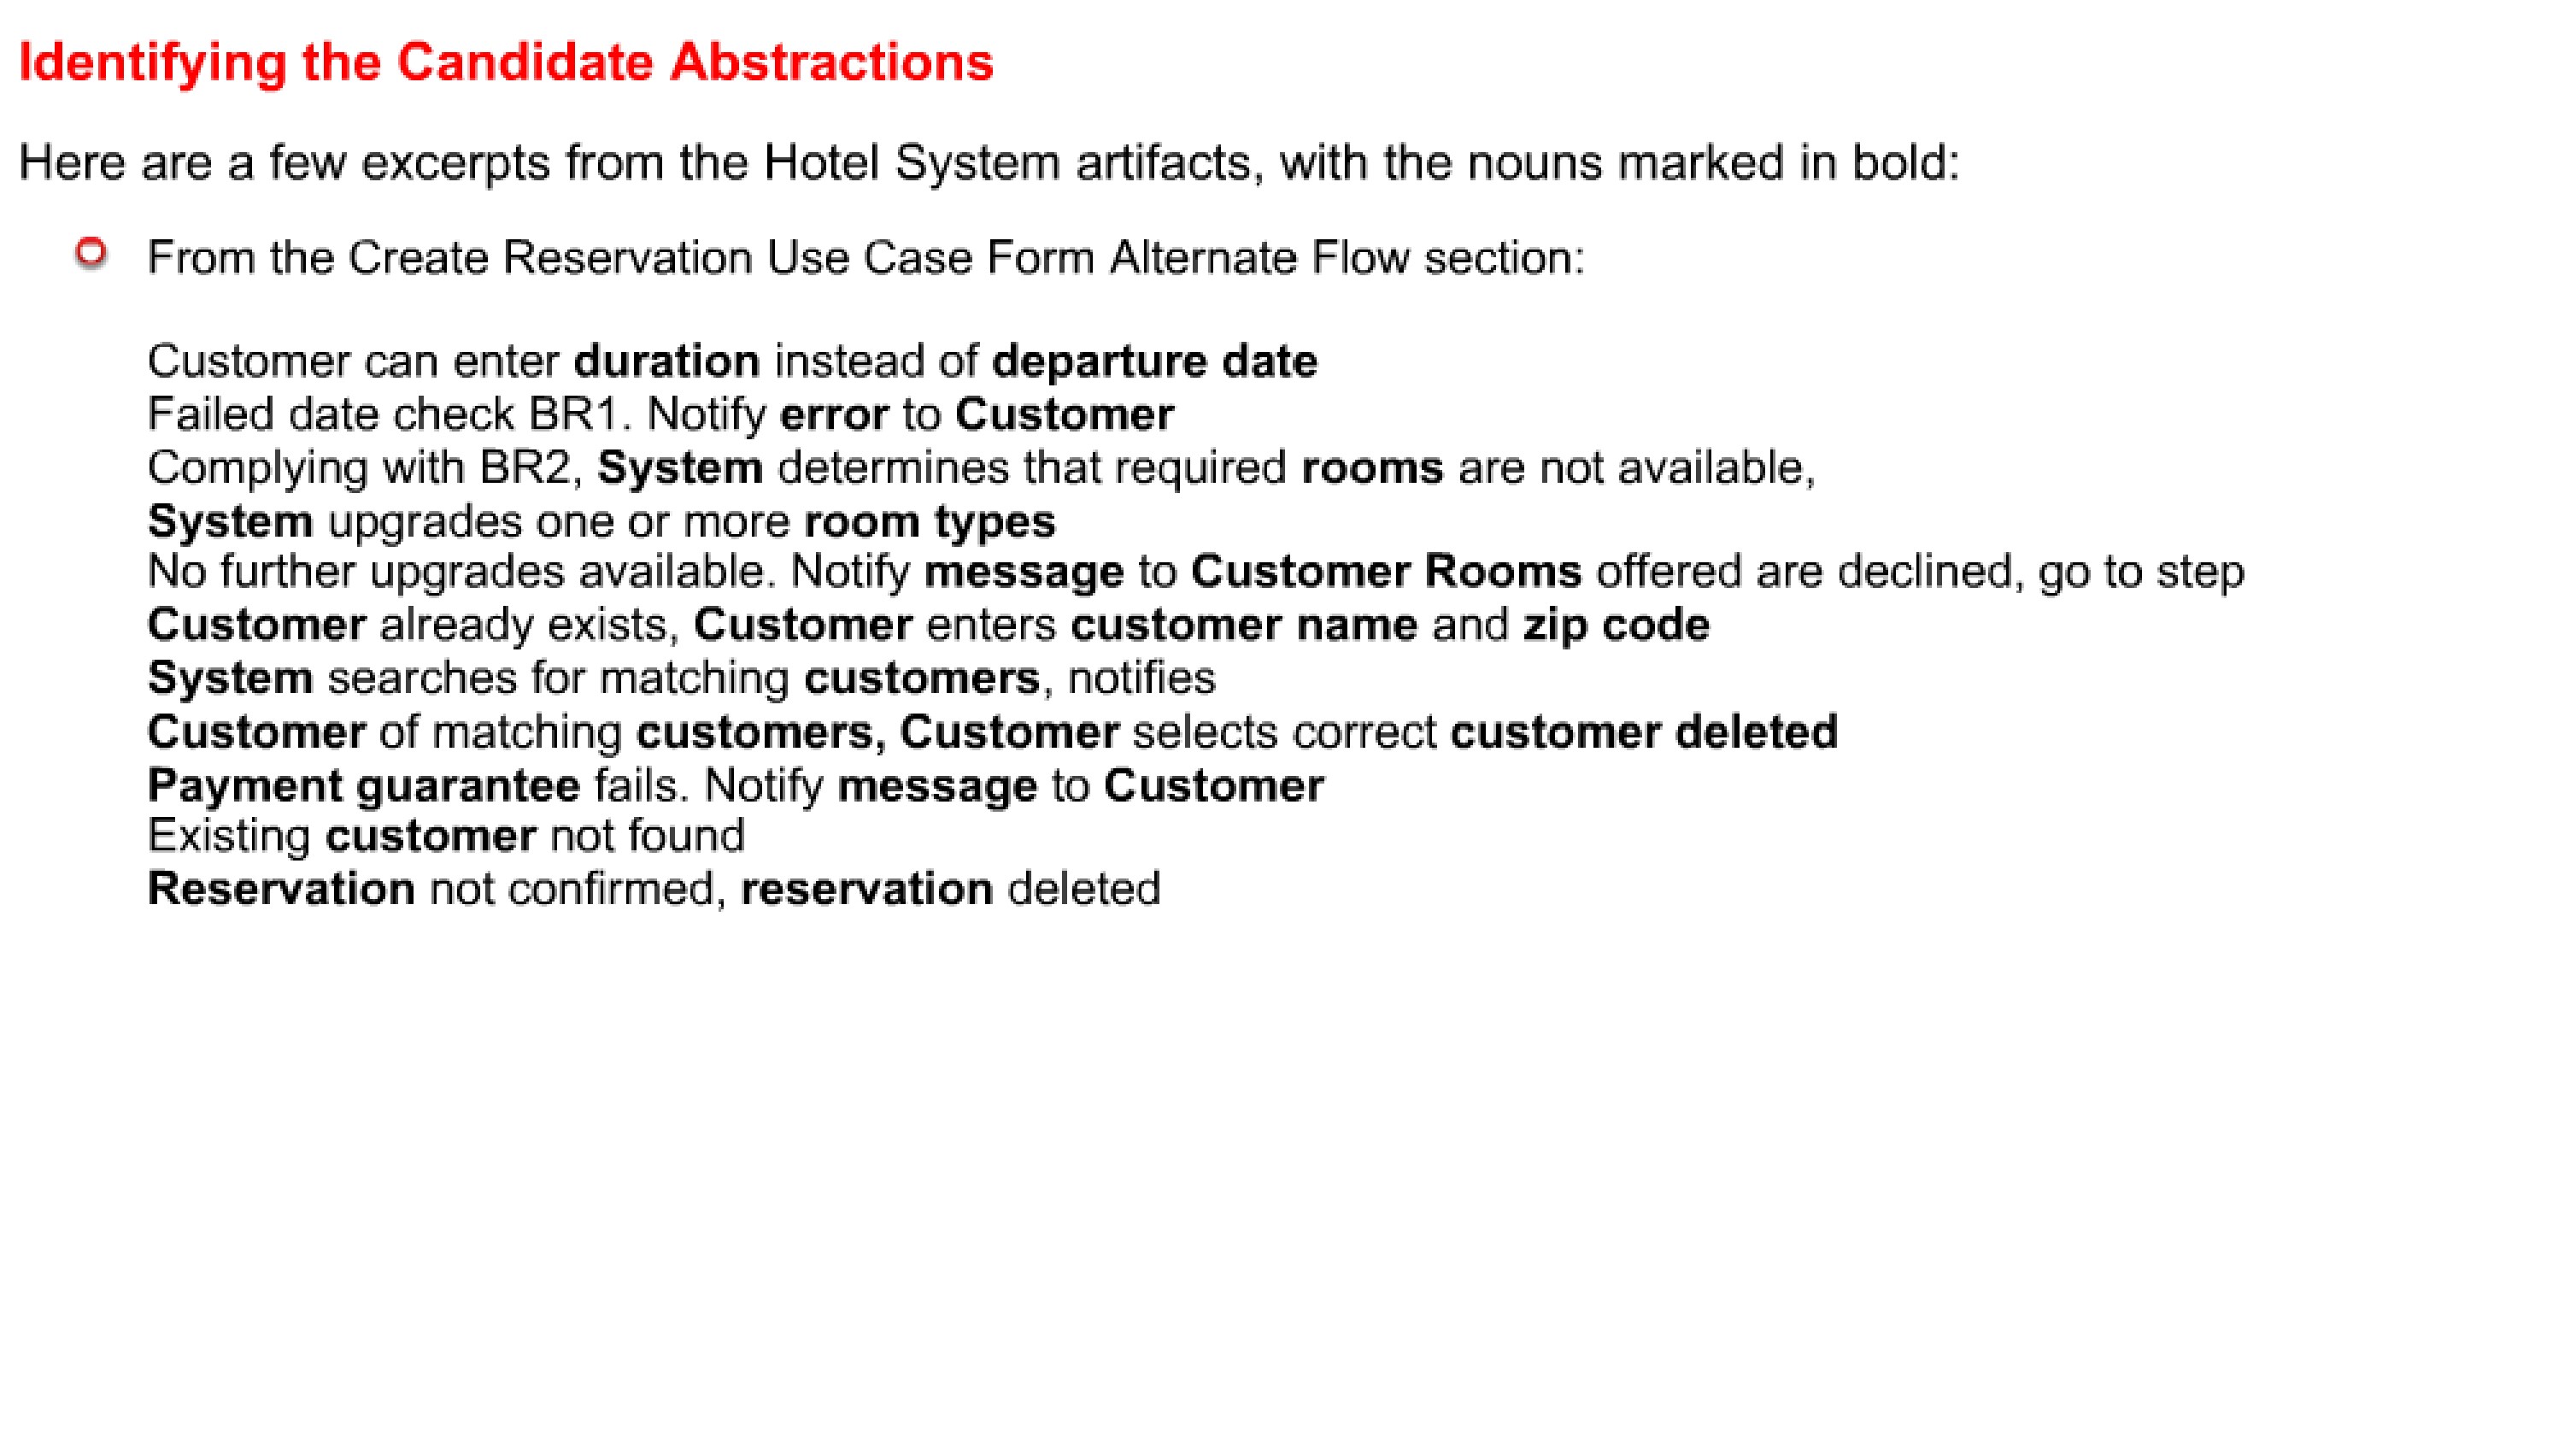 Identifying the Candidate Abstractions
Here are a few excerpts from the Hotel System artifacts, with the nouns marked in bold:
From the Create Reservation Use Case Form Alternate Flow section:
Customer can enter duration instead of departure date
Failed date check BR1. Notify error to Customer
Complying with BR2, System determines that required rooms are not available,
System upgrades one or more room types
No further upgrades available. Notify message to Customer Rooms offered are declined, go to step
Customer already exists, Customer enters customer name and zip code
System searches for matching customers, notifies
Customer of matching customers, Customer selects correct customer deleted
Payment guarantee fails. Notify message to Customer
Existing customer not found
Reservation not confirmed, reservation deleted